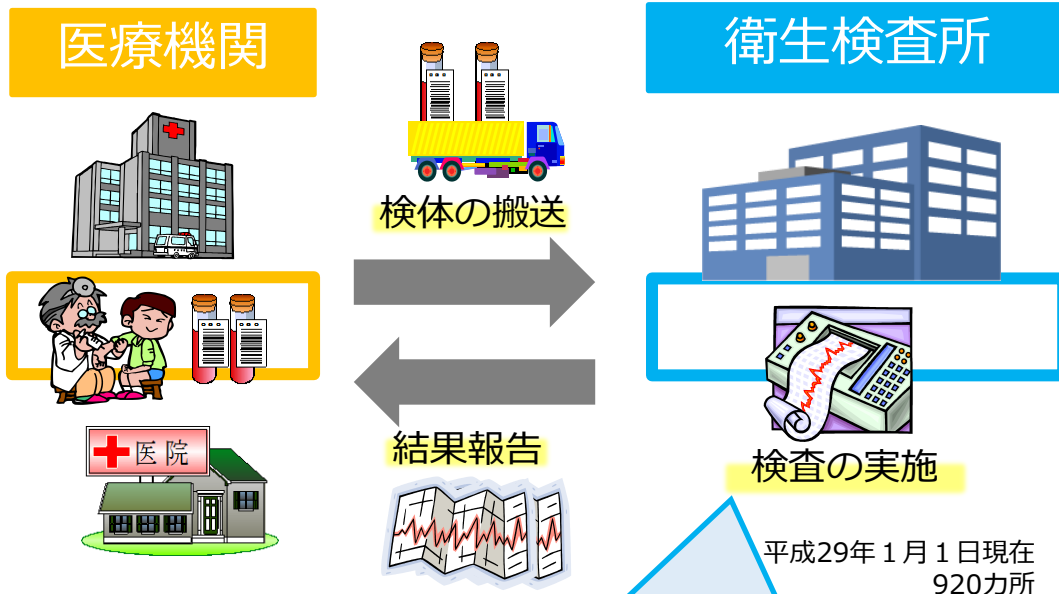 医療機関
衛生検査所
検体の搬送
医院
結果報告
検査の実施
平成29年１月１日現在
920カ所